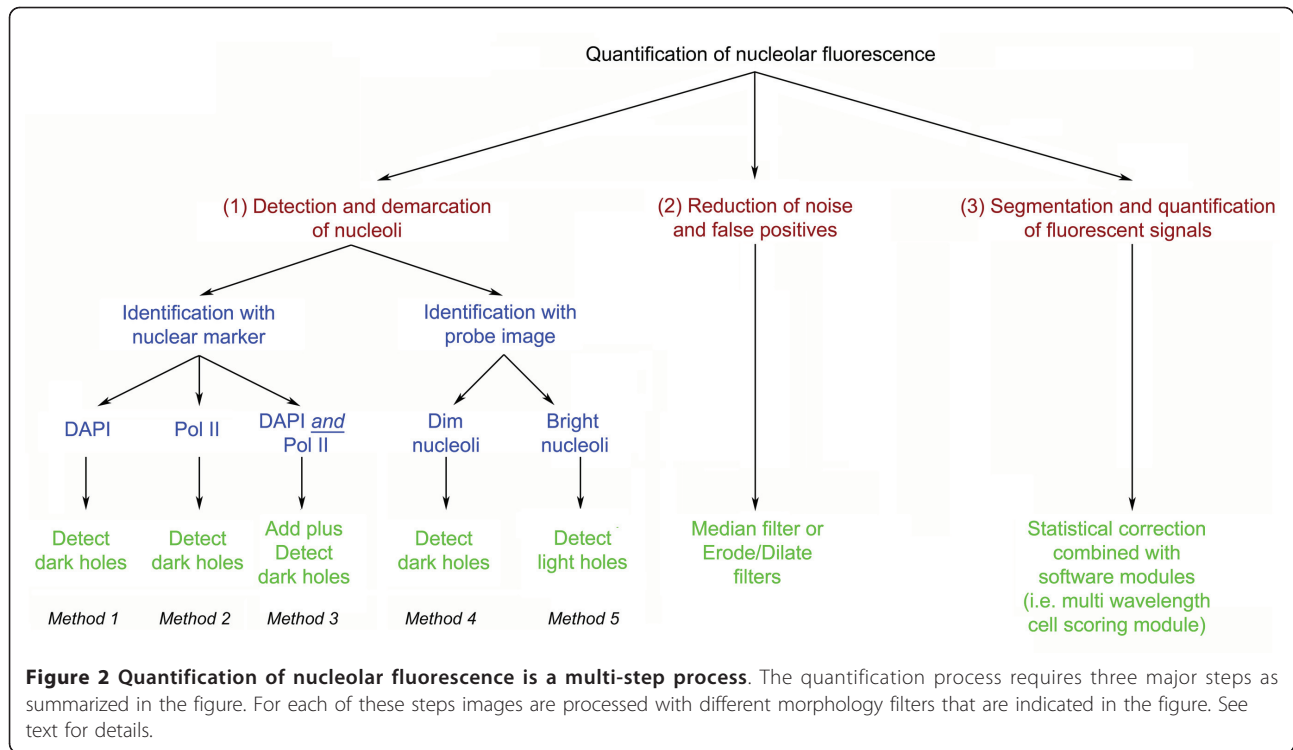 Quantification of nucleolar fluorescence
(1) Detection and demarcation
of nucleoli
(2) Reduction of noise
and false positives
(3) Segmentation and quantification
of fluorescent signals
Identification with
nuclear marker
Identification with
probe image
DAPI
Pol II
DAPI and
Pol II
Dim
nucleoli
Bright
nucleoli
Detect
dark holes
Detect
dark holes
Add plus
Detect
dark holes
Detect
dark holes
Detect
light holes
Median filter or
Erode/Dilate
filters
Statistical correction
combined with
software modules
(i.e. multi wavelength
cell scoring module)
Method 1
Method 2
Method 3
Method 4
Method 5
Figure 2 Quantification of nucleolar fluorescence is a multi-step process. The quantification process requires three major steps as
summarized in the figure. For each of these steps images are processed with different morphology filters that are indicated in the figure. See
text for details.